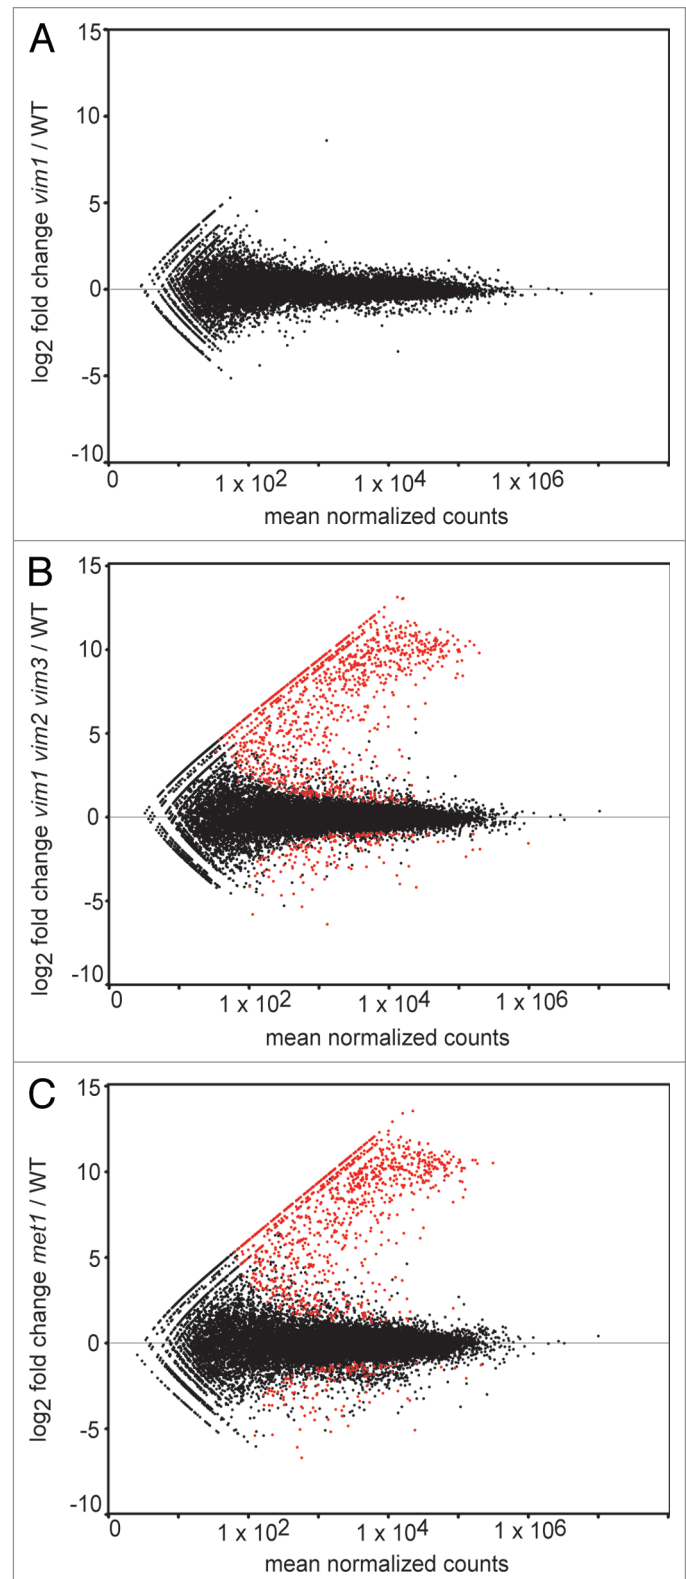 A
log2 fold change vim1 / WT
15
10
5
0
-5
-10
0
1 x 10²
1 x 10⁴
1 x 10⁶
mean normalized counts
B
log2 fold change vim1 vim2 vim3 / WT
15
10
5
0
-5
-10
0
1 x 10²
1 x 10⁴
1 x 10⁶
mean normalized counts
C
log2 fold change met1 / WT
15
10
5
0
-5
-10
0
1 x 10²
1 x 10⁴
1 x 10⁶
mean normalized counts